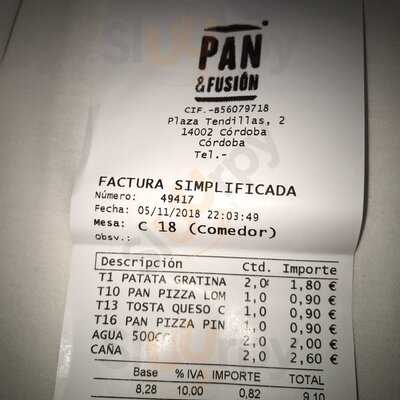 PAN
& FUSIÓN
CIF.-B56079718
Plaza Tendillas, 2
14002 Córdoba
Córdoba
Tel.-
FACTURA SIMPLIFICADA
Número: 49417
Fecha: 05/11/2018 22:03:49
Mesa: C 18 (Comedor)
Obsv.:
Descripción Ctd. Importe
T1 PATATA GRATINA 2,0 1,80 €
T10 PAN PIZZA LOM 1,0 0,90 €
T13 TOSTA QUESO C 1,0 0,90 €
T16 PAN PIZZA PIN 1,0 0,90 €
AGUA 500CC 2,0 2,00 €
CAÑA 2,0 2,60 €
Base % IVA IMPORTE TOTAL
8,28 10,00 0,82 9,10